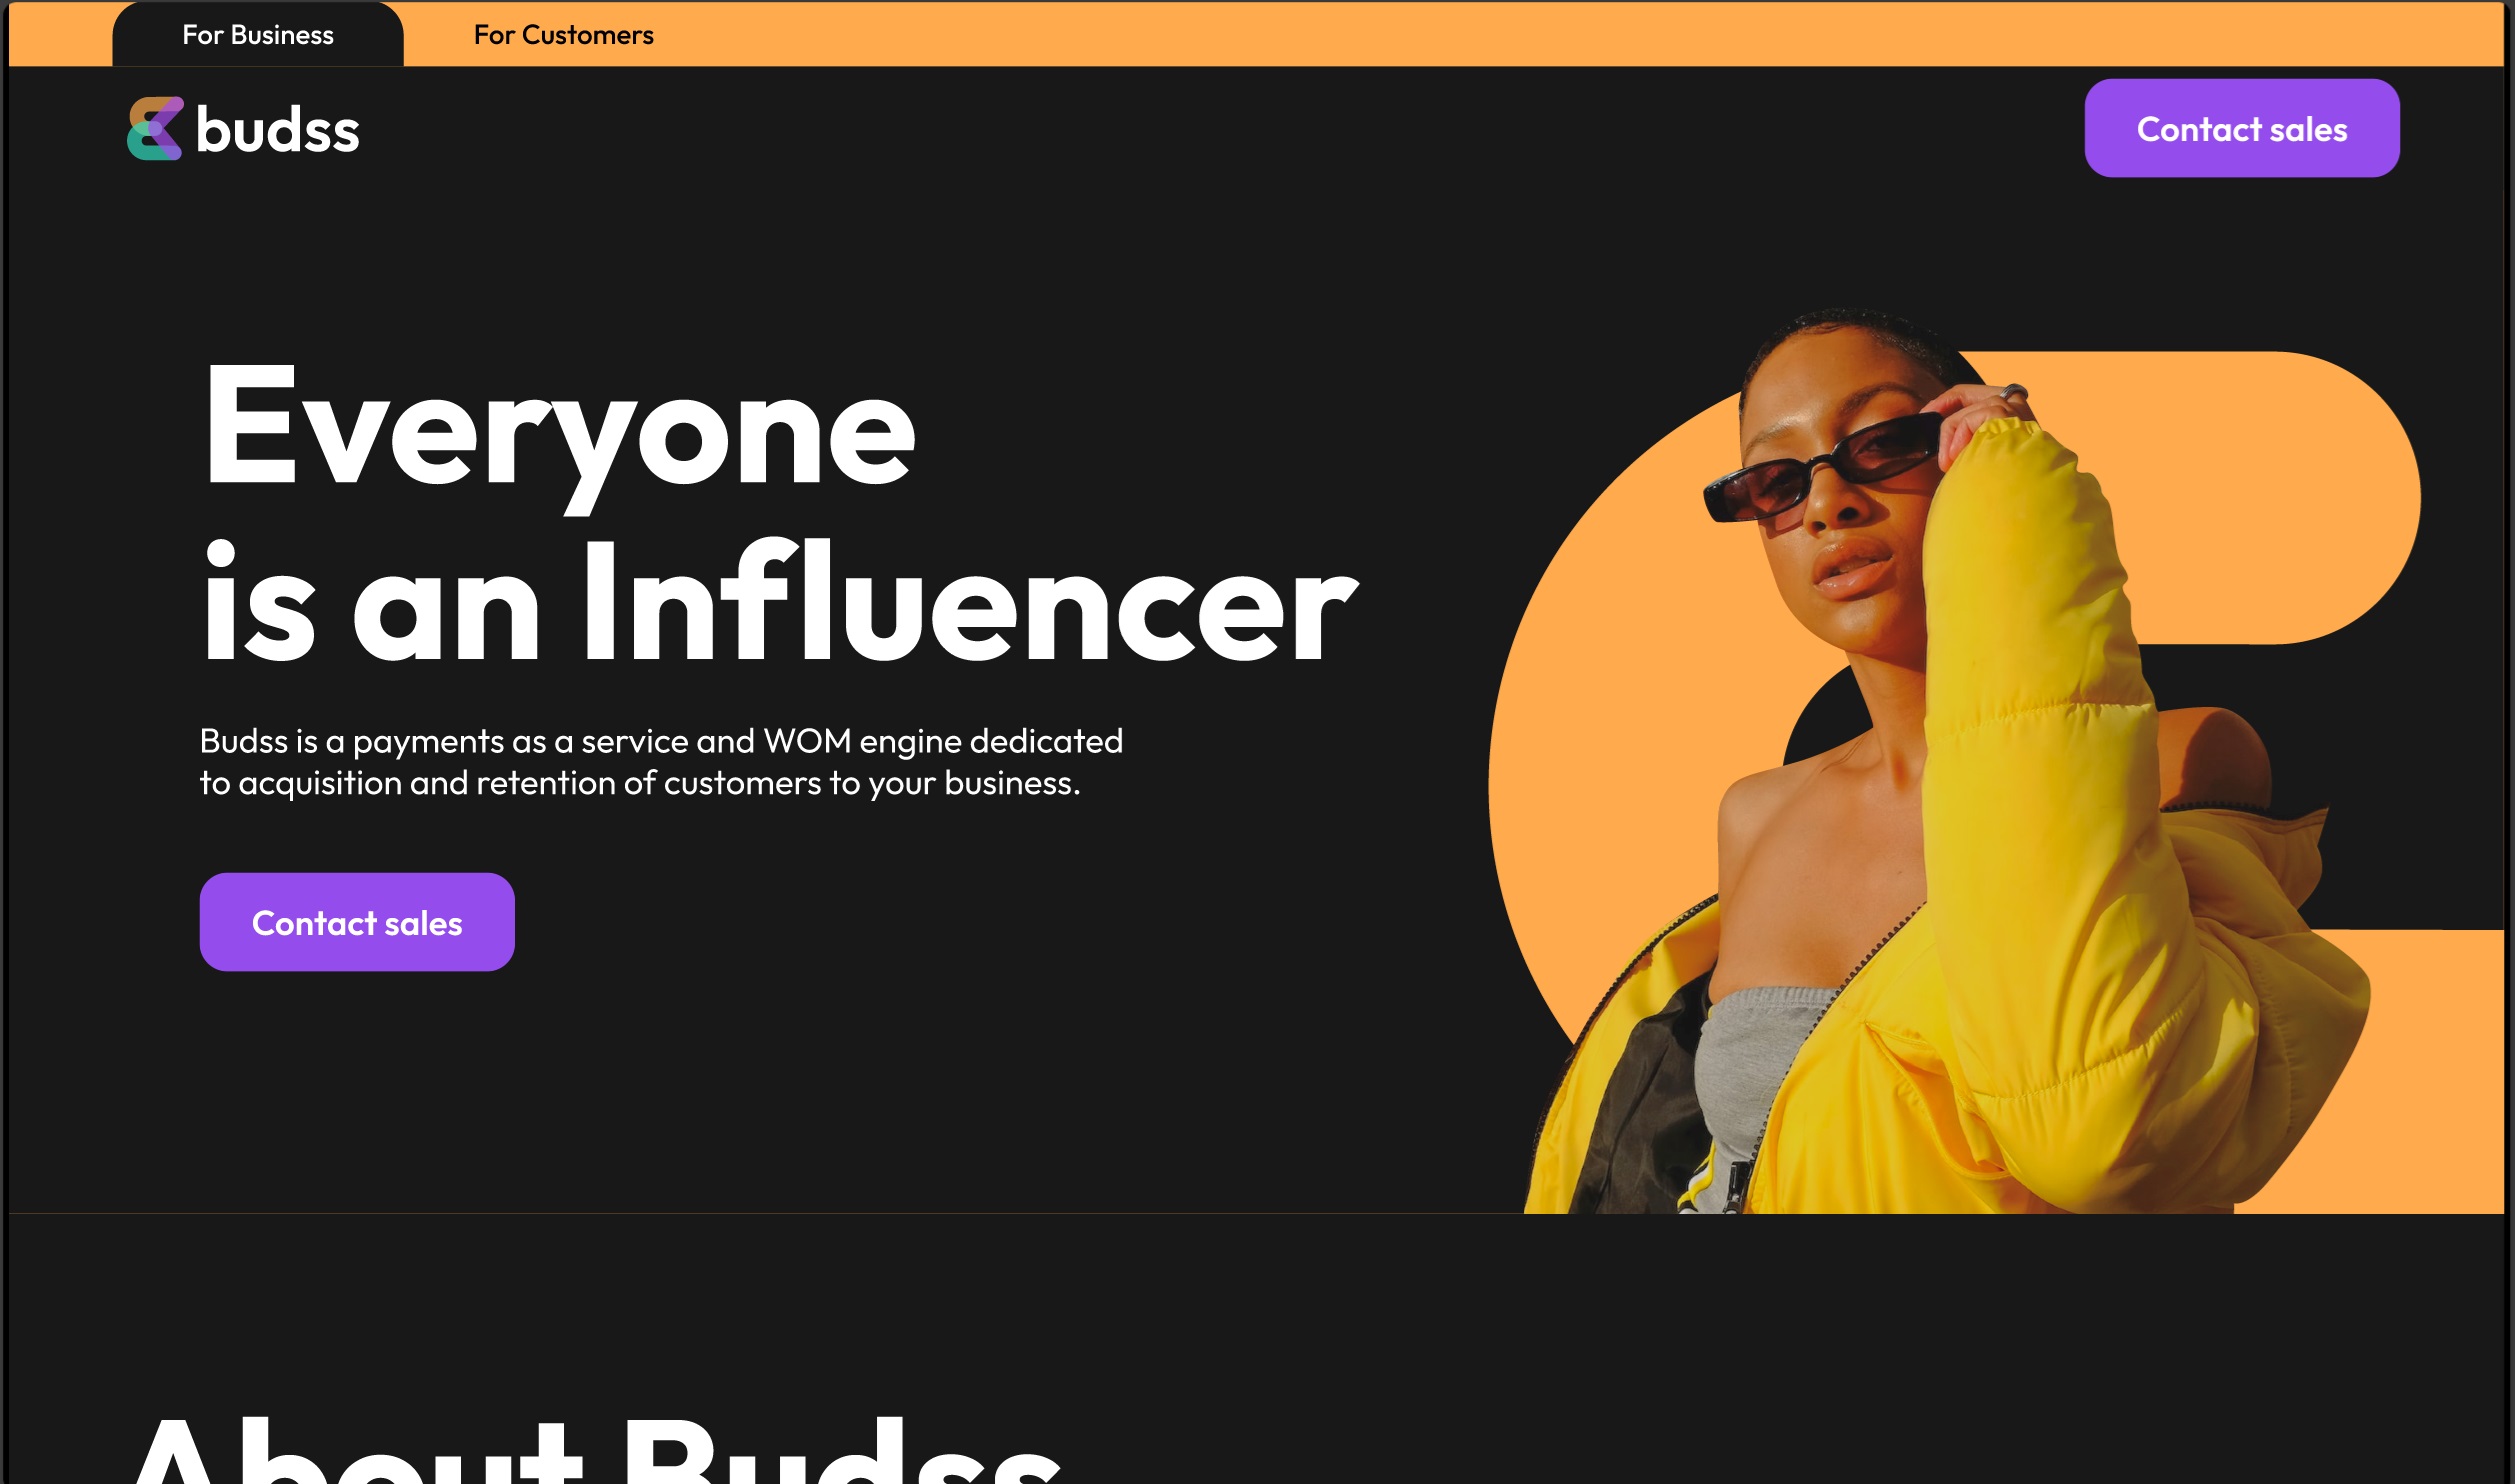 For Business
For Customers
budss
Contact sales
Everyone
is an Influencer
Budss is a payments as a service and WOM engine dedicated
to acquisition and retention of customers to your business.
Contact sales
About Budss